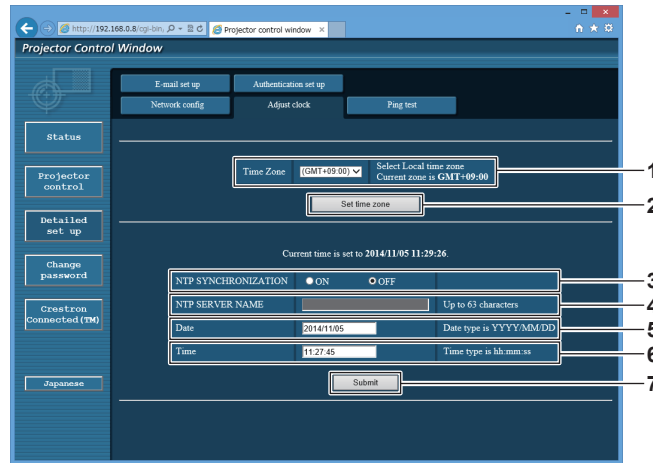 http://192.168.0.8/cgi-bin,
Projector control window
Projector Control Window
E-mail set up
Authentication set up
Network config
Adjust clock
Ping test
Status
Projector control
Detailed set up
Change password
Crestron Connected(TM)
Japanese
Time Zone (GMT+09:00) Select Local time zone
Current zone is GMT+09:00
1
Set time zone
2
Current time is set to 2014/11/05 11:29:26.
NTP SYNCHRONIZATION ON OFF
3
NTP SERVER NAME Up to 63 characters
4
Date 2014/11/05 Date type is YYYY/MM/DD
5
Time 11:27:45 Time type is hh:mm:ss
6
Submit
7